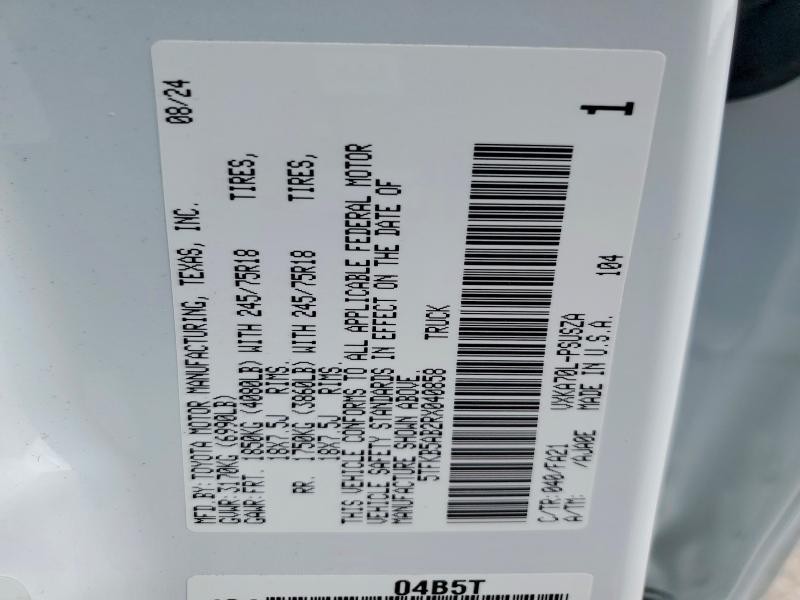 MFD.BY: TOYOTA MOTOR MANUFACTURING, TEXAS, INC. 08/24
GVWR: 3170KG (6990LB)
GAWR: FRT. 1850KG (4080LB) WITH 245/75R18 TIRES,
18X7.5J RIMS.
RR. 1750KG (3860LB) WITH 245/75R18 TIRES,
18X7.5J RIMS.
THIS VEHICLE CONFORMS TO ALL APPLICABLE FEDERAL MOTOR
VEHICLE SAFETY STANDARDS IN EFFECT ON THE DATE OF
MANUFACTURE SHOWN ABOVE.
5TFKB5AB2RX040858 TRUCK
C/TR: 040/FA21 VXKA70L-PSUSZA
A/TM: /AJA0E MADE IN U.S.A. 104
1
04B5T